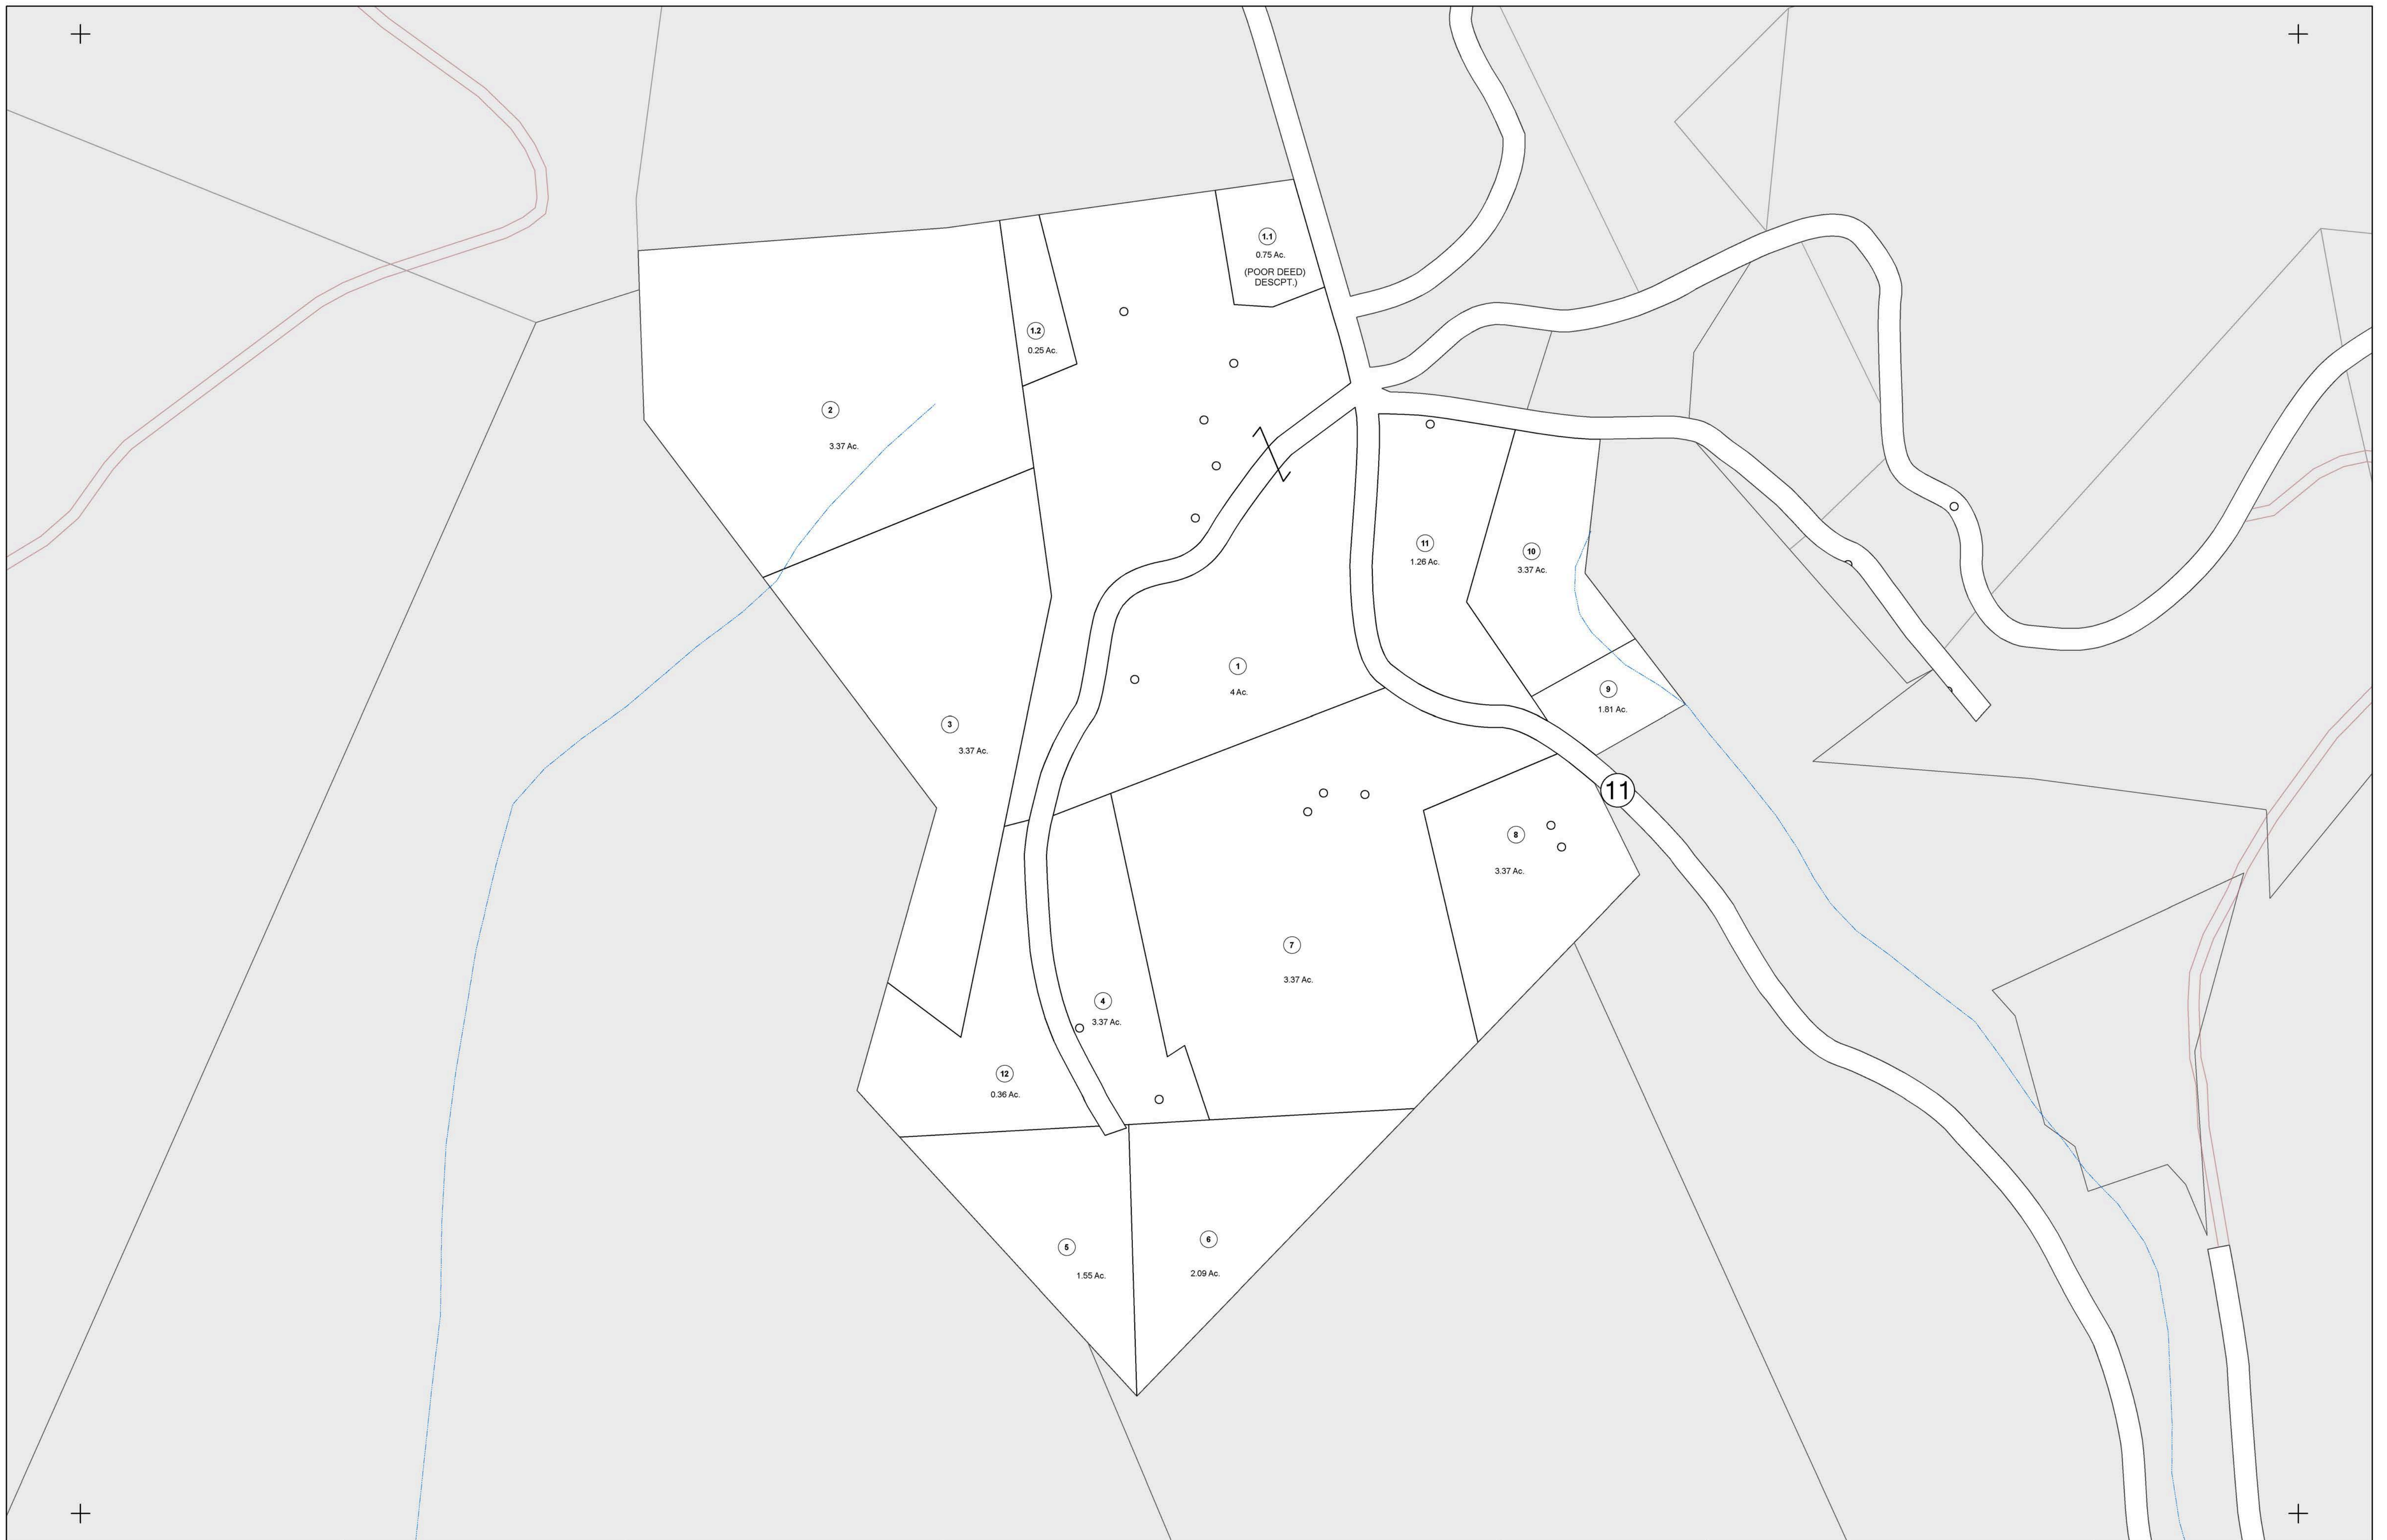 1.1
0.75 Ac.
(POOR DEED)
DESCPT.)
1.2
0.25 Ac.
2
3.37 Ac.
11
1.26 Ac.
10
3.37 Ac.
1
4 Ac.
9
1.81 Ac.
3
3.37 Ac.
11
8
3.37 Ac.
7
3.37 Ac.
4
3.37 Ac.
12
0.36 Ac.
5
1.55 Ac.
6
2.09 Ac.